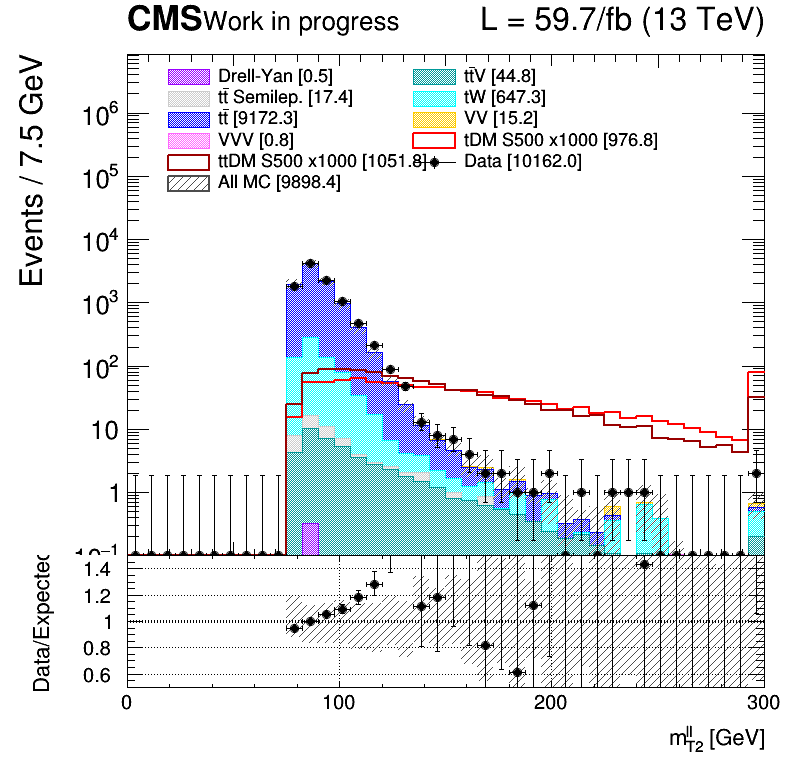 CMS Work in progress L = 59.7/fb (13 TeV)
Drell-Yan [0.5] tt̄V [44.8]
tt̄ Semilep. [17.4] tW [647.3]
tt̄ [9172.3] VV [15.2]
VVV [0.8] tDM S500 x1000 [976.8]
ttDM S500 x1000 [1051.8] Data [10162.0]
All MC [9898.4]
Events / 7.5 GeV
10⁶
10⁵
10⁴
10³
10²
10
1
10⁻¹
Data/Expected
1.4
1.2
1
0.8
0.6
0 100 200 300
m_T2^ll [GeV]